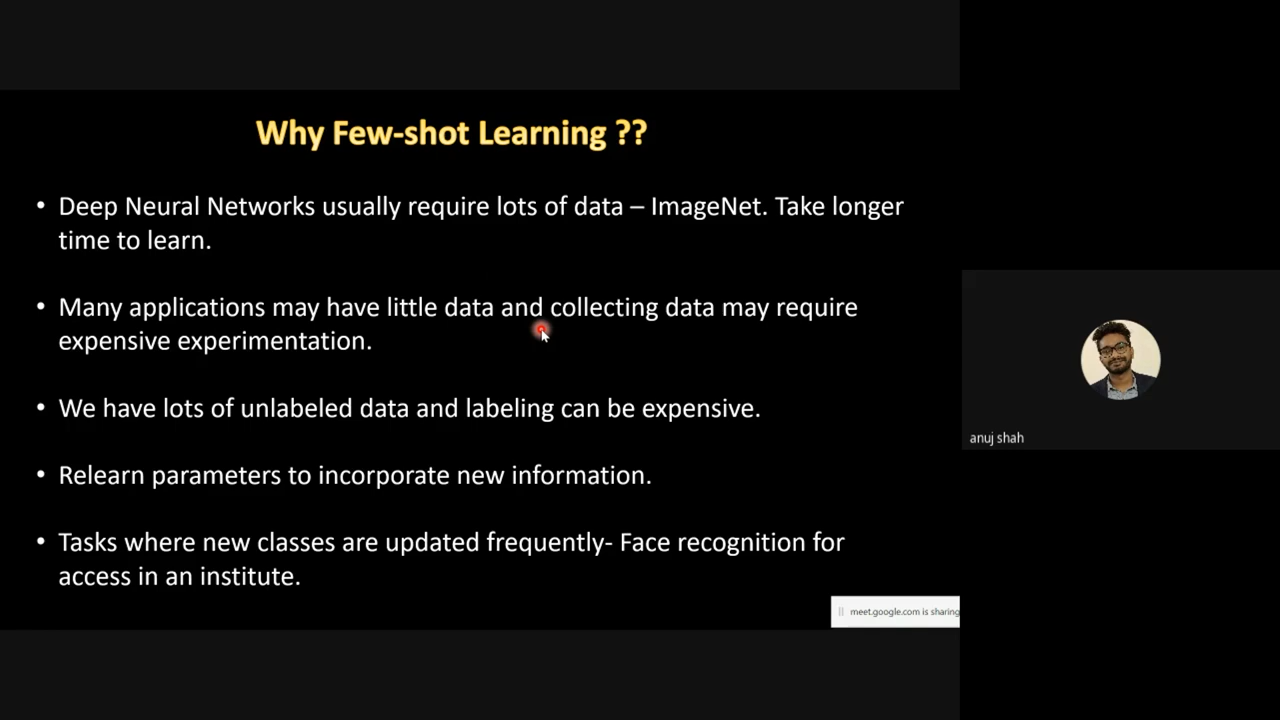 Why Few-shot Learning ??
• Deep Neural Networks usually require lots of data – ImageNet. Take longer
time to learn.
• Many applications may have little data and collecting data may require
expensive experimentation.
• We have lots of unlabeled data and labeling can be expensive.
• Relearn parameters to incorporate new information.
• Tasks where new classes are updated frequently- Face recognition for
access in an institute.
meet.google.com is sharing
anuj shah